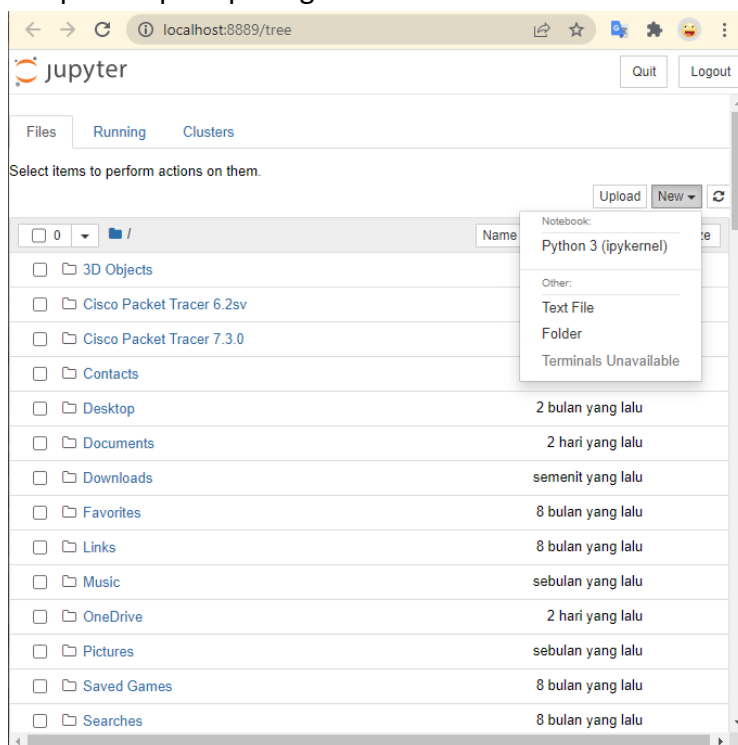 localhost:8889/tree
jupyter
Quit Logout
Files Running Clusters
Select items to perform actions on them.
Upload New
0 / Name
Notebook:
Python 3 (ipykernel)
Other:
Text File
Folder
Terminals Unavailable
3D Objects
Cisco Packet Tracer 6.2sv
Cisco Packet Tracer 7.3.0
Contacts
Desktop 2 bulan yang lalu
Documents 2 hari yang lalu
Downloads semenit yang lalu
Favorites 8 bulan yang lalu
Links 8 bulan yang lalu
Music sebulan yang lalu
OneDrive 2 hari yang lalu
Pictures sebulan yang lalu
Saved Games 8 bulan yang lalu
Searches 8 bulan yang lalu